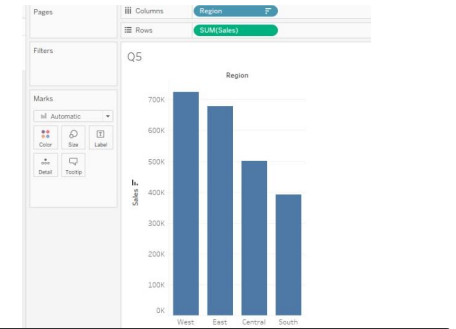 Pages
Columns Region
Rows SUM(Sales)
Filters
Q5
Region
Marks
Automatic
Color Size Label
Detail Tooltip
Sales
700K
600K
500K
400K
300K
200K
100K
0K
West East Central South